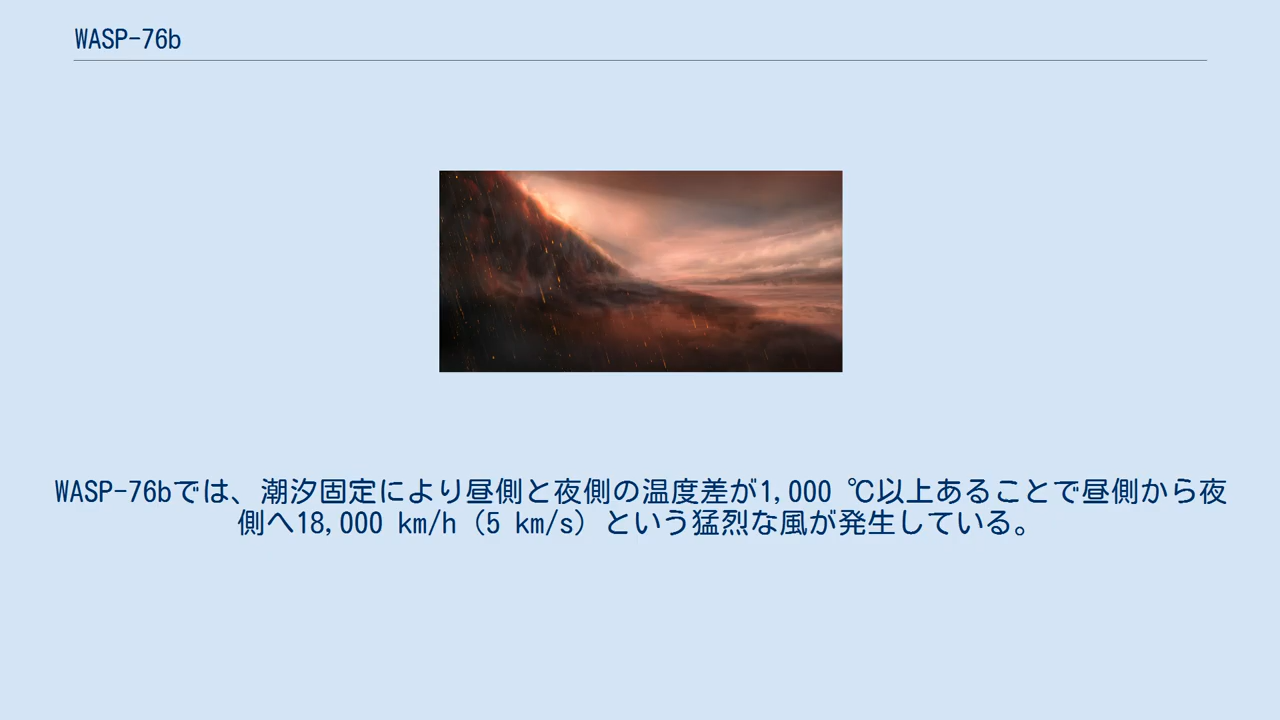 WASP-76b
WASP-76bでは、潮汐固定により昼側と夜側の温度差が1,000 ℃以上あることで昼側から夜
側へ18,000 km/h (5 km/s) という猛烈な風が発生している。